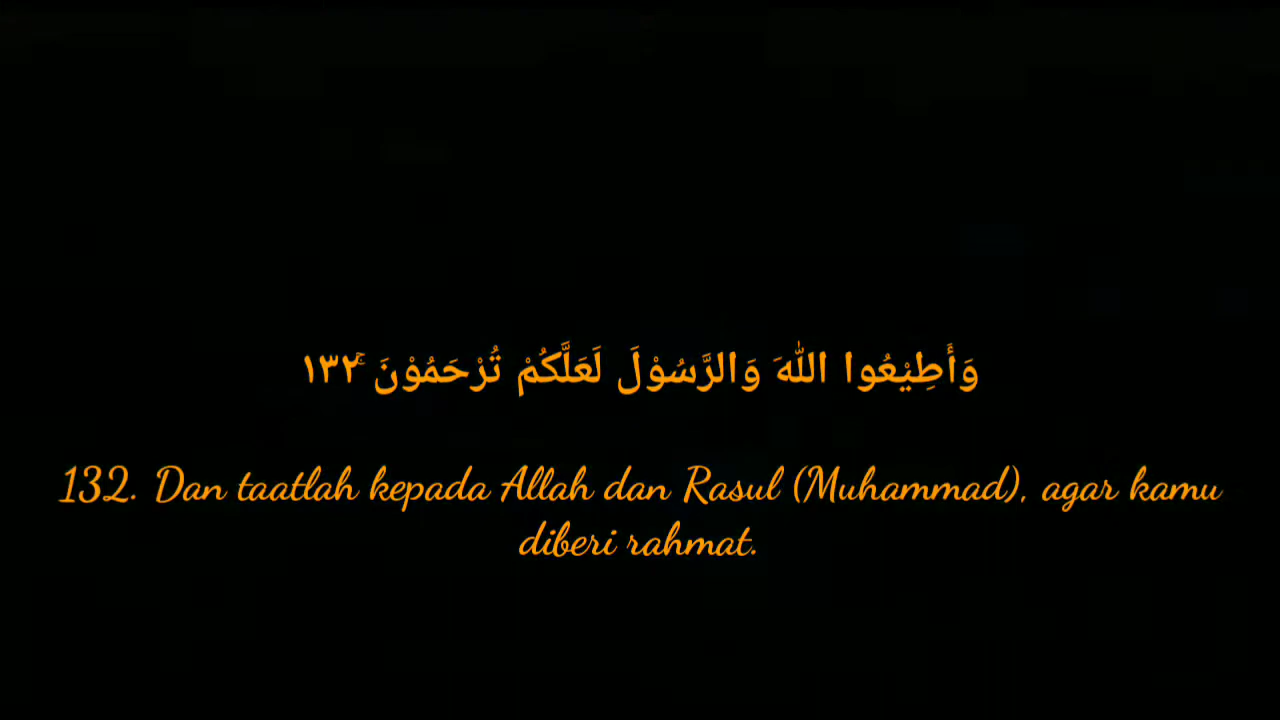 وَأَطِيْعُوا اللّٰهَ وَالرَّسُوْلَ لَعَلَّكُمْ تُرْحَمُوْنَ ۚ١٣٢
132. Dan taatlah kepada Allah dan Rasul (Muhammad), agar kamu
diberi rahmat.